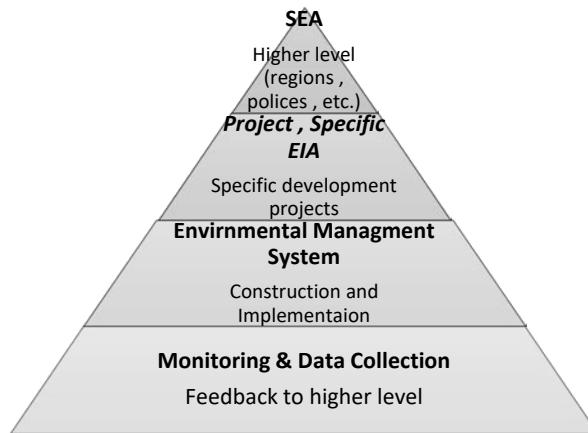 SEA
Higher level
(regions ,
polices , etc.)
Project , Specific
EIA
Specific development
projects
Envirnmental Managment
System
Construction and
Implementaion
Monitoring & Data Collection
Feedback to higher level